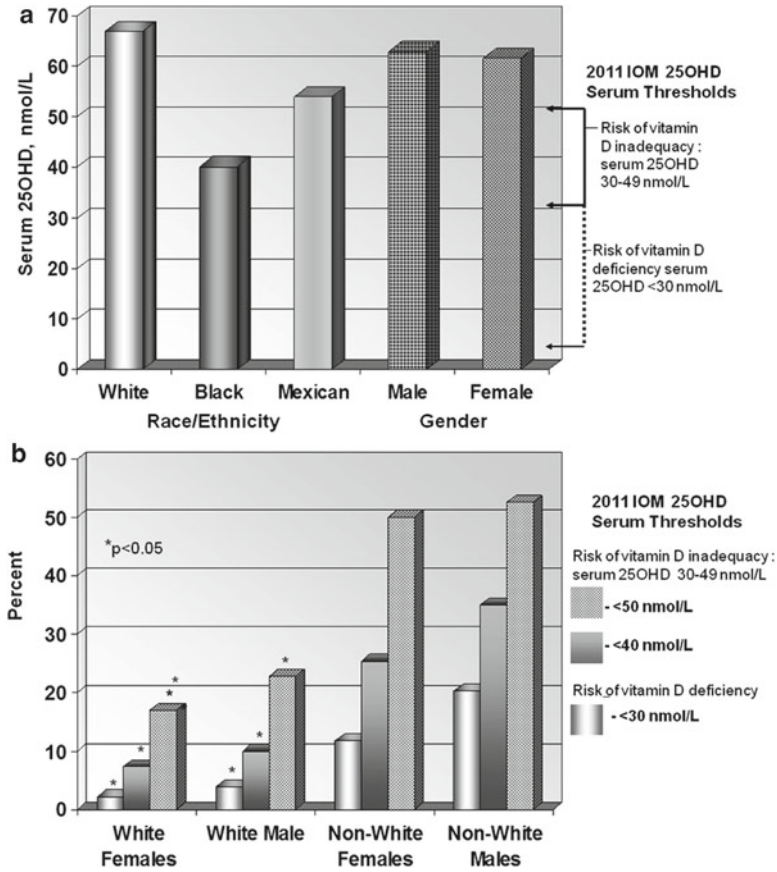 a
70
60
50
40
30
20
10
0
Serum 25OHD, nmol/L
White
Black
Mexican
Male
Female
Race/Ethnicity
Gender
2011 IOM 25OHD
Serum Thresholds
Risk of vitamin
D inadequacy :
serum 25OHD
30-49 nmol/L
Risk of vitamin D
deficiency serum
25OHD <30 nmol/L
b
60
50
40
30
20
10
0
Percent
*p<0.05
*
*
*
*
*
*
*
White
Females
White Male
Non-White
Females
Non-White
Males
2011 IOM 25OHD
Serum Thresholds
Risk of vitamin D inadequacy :
serum 25OHD 30-49 nmol/L
- <50 nmol/L
- <40 nmol/L
Risk of vitamin D deficiency
- <30 nmol/L